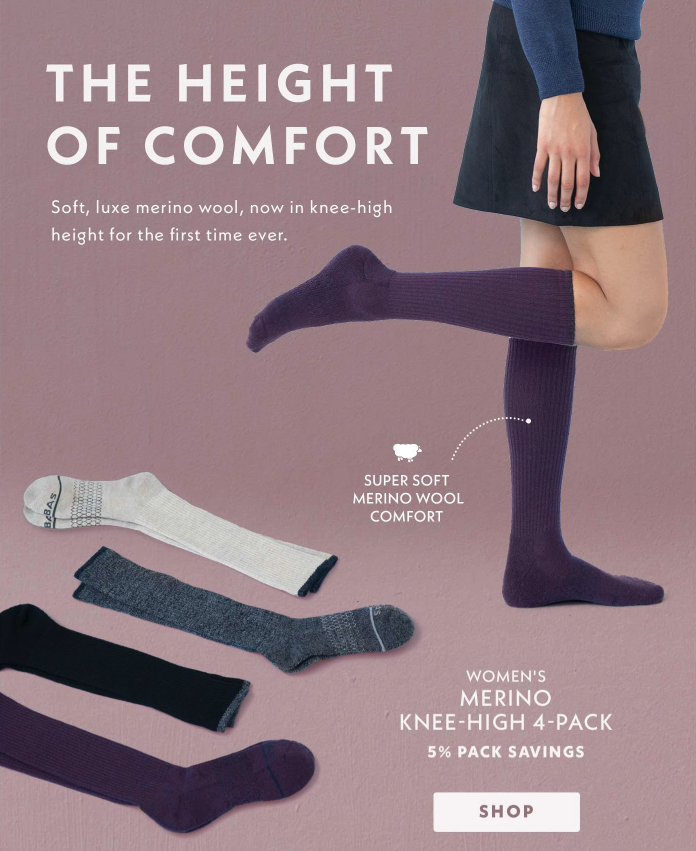 THE HEIGHT
OF COMFORT
Soft, luxe merino wool, now in knee-high
height for the first time ever.
SUPER SOFT
MERINO WOOL
COMFORT
BOMBAS
WOMEN'S
MERINO
KNEE-HIGH 4-PACK
5% PACK SAVINGS
SHOP